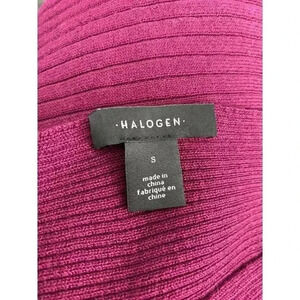 ·HALOGEN·
S
made in
china
fabriqué en
chine